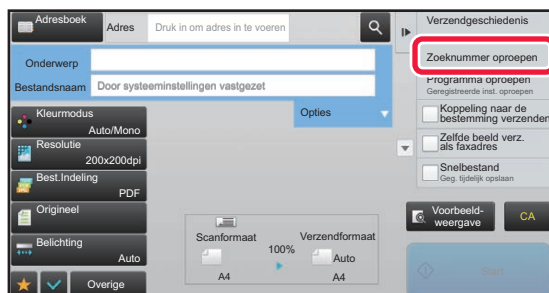 Adresboek
Adres
Druk in om adres in te voeren
Onderwerp
Bestandsnaam
Door systeeminstellingen vastgezet
Opties
Kleurmodus
Auto/Mono
Resolutie
200x200dpi
Best.Indeling
PDF
Origineel
Belichting
Auto
Overige
Scanformaat
A4
100%
Verzendformaat
Auto
A4
Verzendgeschiedenis
Zoeknummer oproepen
Programma oproepen
Geregistreerde inst. oproepen
Koppeling naar de
bestemming verzenden
Zelfde beeld verz.
als faxadres
Snelbestand
Geg. tijdelijk opslaan
Voorbeeld-
weergave
CA
Start